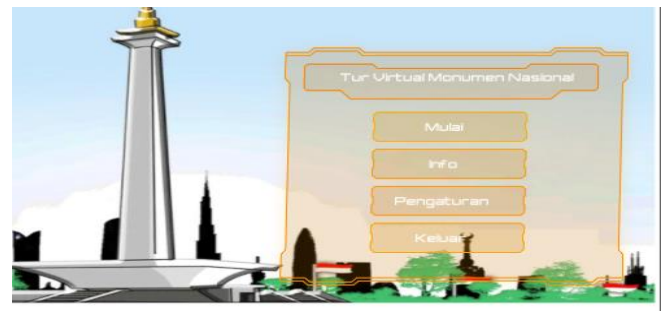 Tur Virtual Monumen Nasional
Mulai
Info
Pengaturan
Keluar